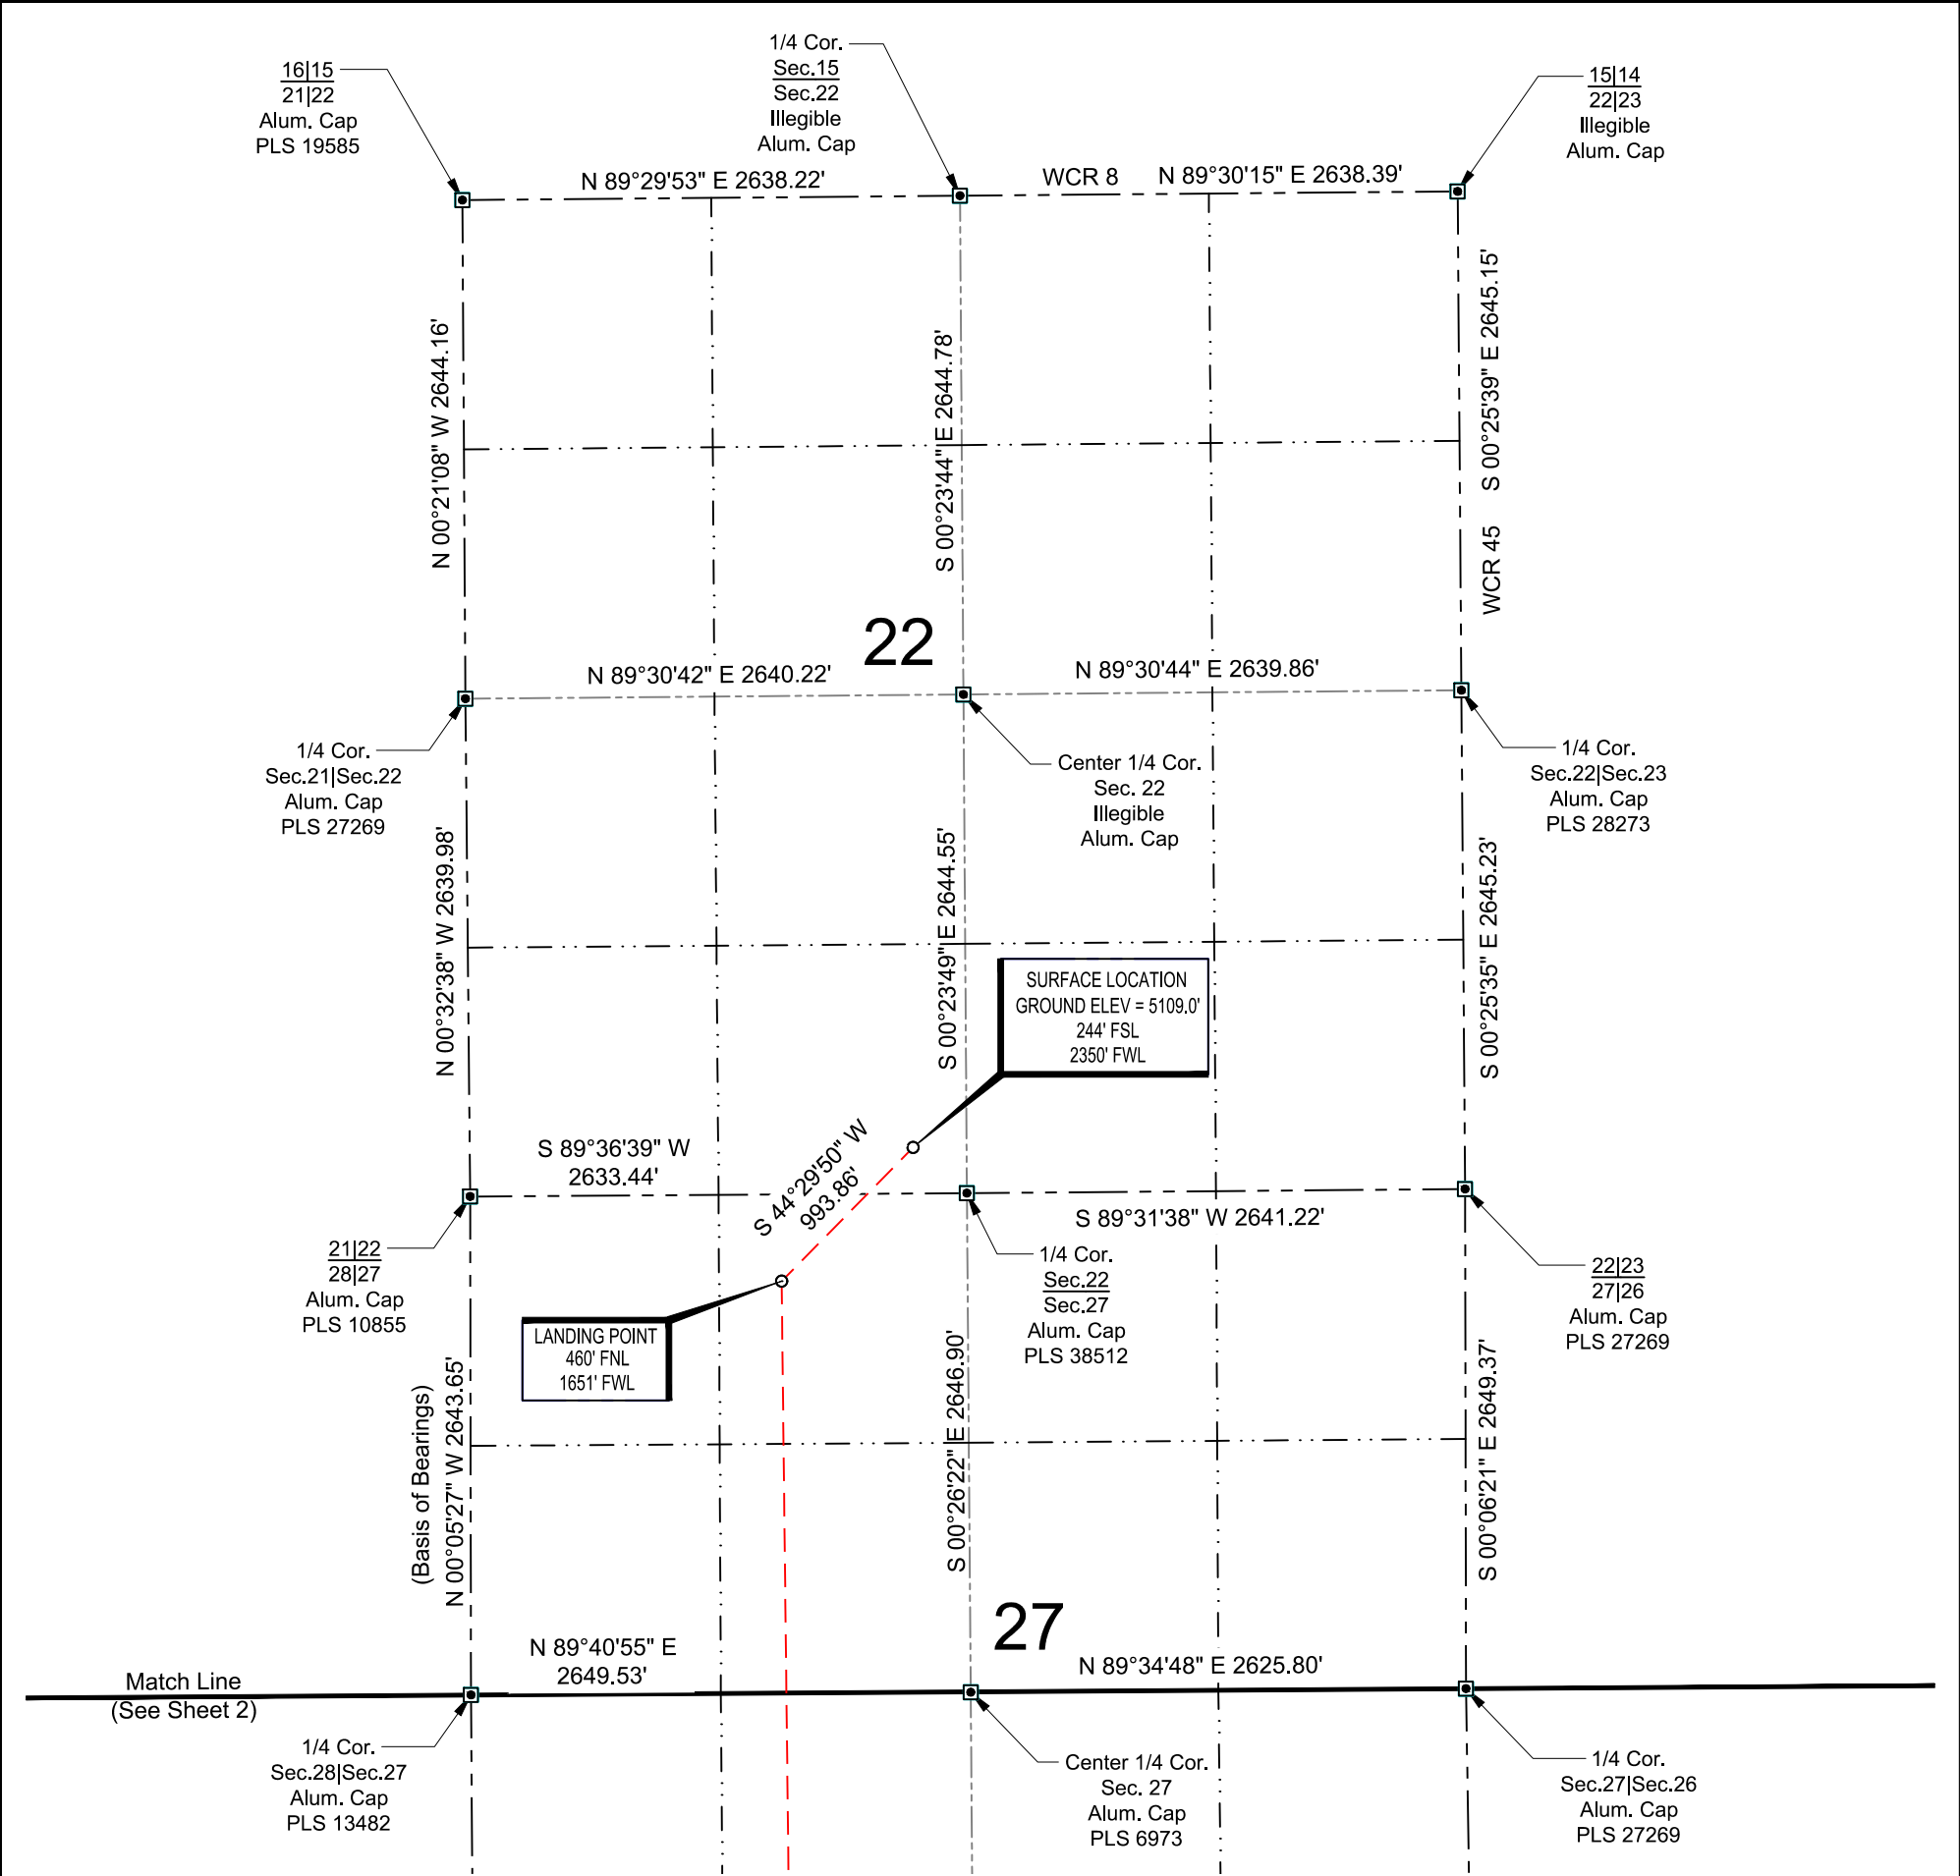 16|15
21|22
Alum. Cap
PLS 19585
1/4 Cor.
Sec.15
Sec.22
Illegible
Alum. Cap
15|14
22|23
Illegible
Alum. Cap
N 89°29'53" E 2638.22'
WCR 8
N 89°30'15" E 2638.39'
N 00°21'08" W 2644.16'
S 00°23'44" E 2644.78'
S 00°25'39" E 2645.15'
WCR 45
22
N 89°30'42" E 2640.22'
N 89°30'44" E 2639.86'
1/4 Cor.
Sec.21|Sec.22
Alum. Cap
PLS 27269
Center 1/4 Cor.
Sec. 22
Illegible
Alum. Cap
1/4 Cor.
Sec.22|Sec.23
Alum. Cap
PLS 28273
N 00°32'38" W 2639.98'
S 00°23'49" E 2644.55'
S 00°25'35" E 2645.23'
SURFACE LOCATION
GROUND ELEV = 5109.0'
244' FSL
2350' FWL
S 89°36'39" W
2633.44'
S 44°29'50" W
993.86'
S 89°31'38" W 2641.22'
21|22
28|27
Alum. Cap
PLS 10855
1/4 Cor.
Sec.22
Sec.27
Alum. Cap
PLS 38512
22|23
27|26
Alum. Cap
PLS 27269
LANDING POINT
460' FNL
1651' FWL
(Basis of Bearings)
N 00°05'27" W 2643.65'
S 00°26'22" E 2646.90'
S 00°06'21" E 2649.37'
27
N 89°40'55" E
2649.53'
N 89°34'48" E 2625.80'
Match Line
(See Sheet 2)
1/4 Cor.
Sec.28|Sec.27
Alum. Cap
PLS 13482
Center 1/4 Cor.
Sec. 27
Alum. Cap
PLS 6973
1/4 Cor.
Sec.27|Sec.26
Alum. Cap
PLS 27269